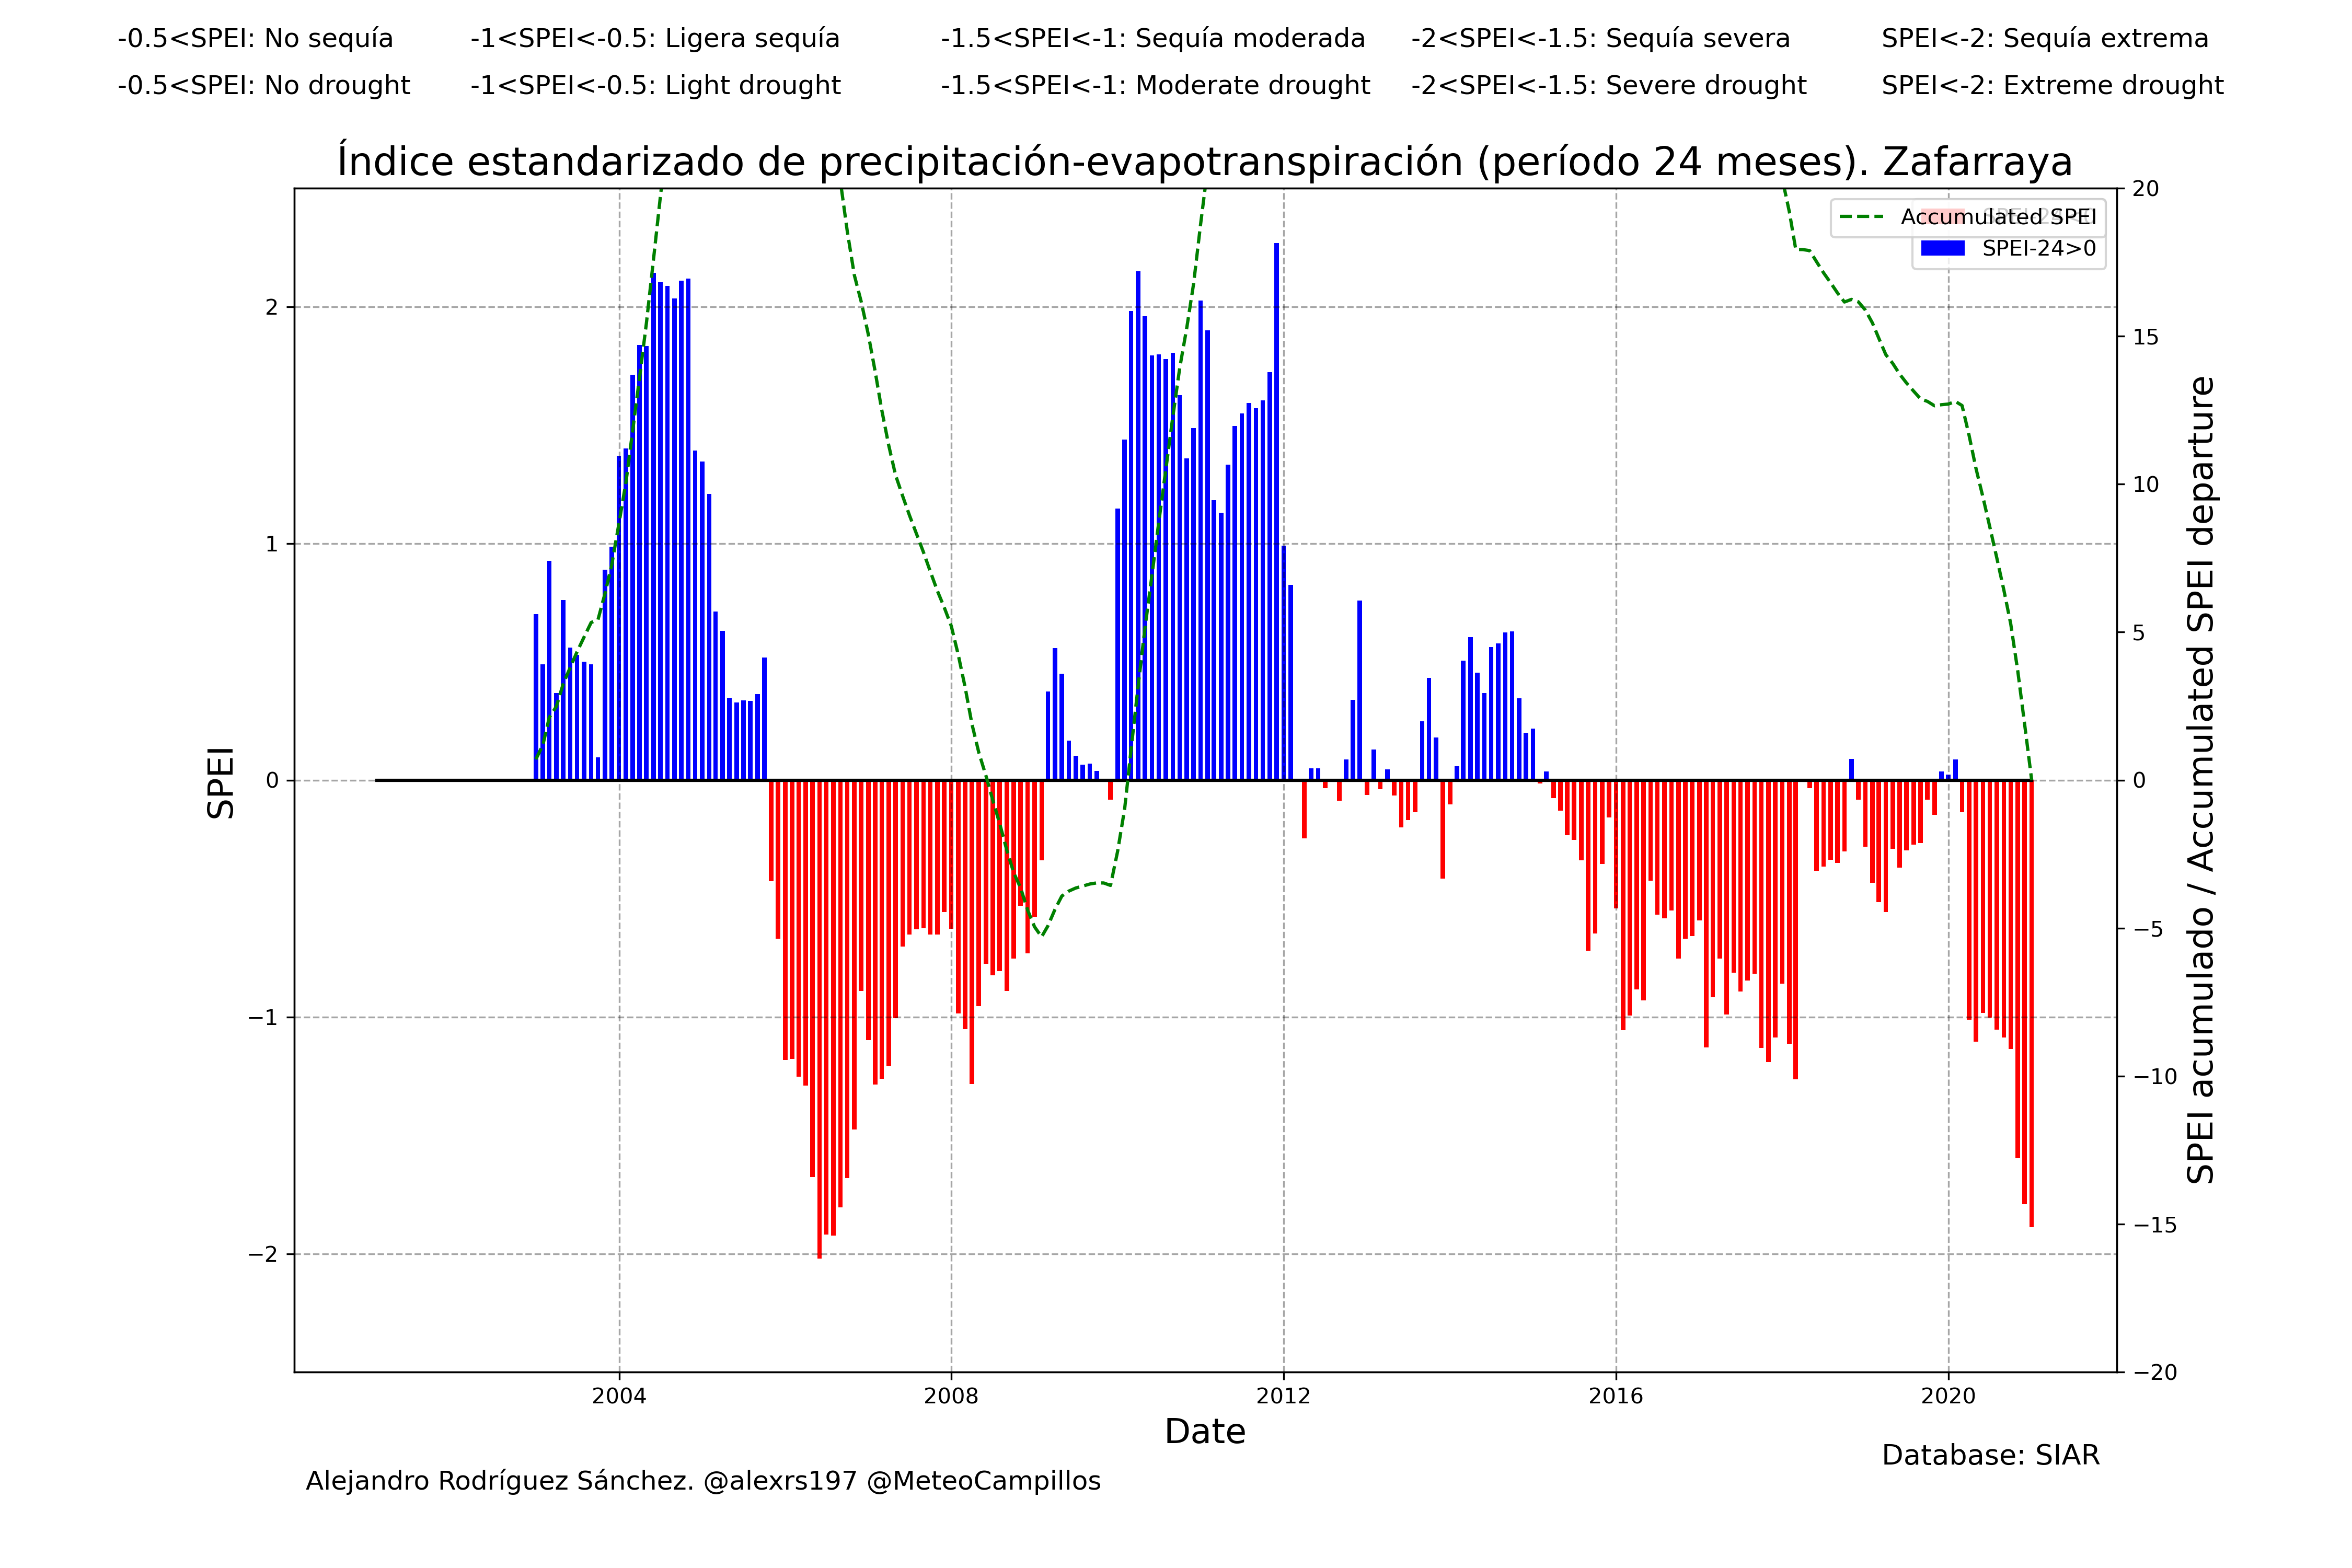 -0.5<SPEI: No sequía -1<SPEI<-0.5: Ligera sequía -1.5<SPEI<-1: Sequía moderada -2<SPEI<-1.5: Sequía severa SPEI<-2: Sequía extrema
-0.5<SPEI: No drought -1<SPEI<-0.5: Light drought -1.5<SPEI<-1: Moderate drought -2<SPEI<-1.5: Severe drought SPEI<-2: Extreme drought
Índice estandarizado de precipitación-evapotranspiración (período 24 meses). Zafarraya
Accumulated SPEI
SPEI-24>0
SPEI
2
1
0
−1
−2
20
15
10
5
0
−5
−10
−15
−20
SPEI acumulado / Accumulated SPEI departure
2004 2008 2012 2016 2020
Date
Database: SIAR
Alejandro Rodríguez Sánchez. @alexrs197 @MeteoCampillos